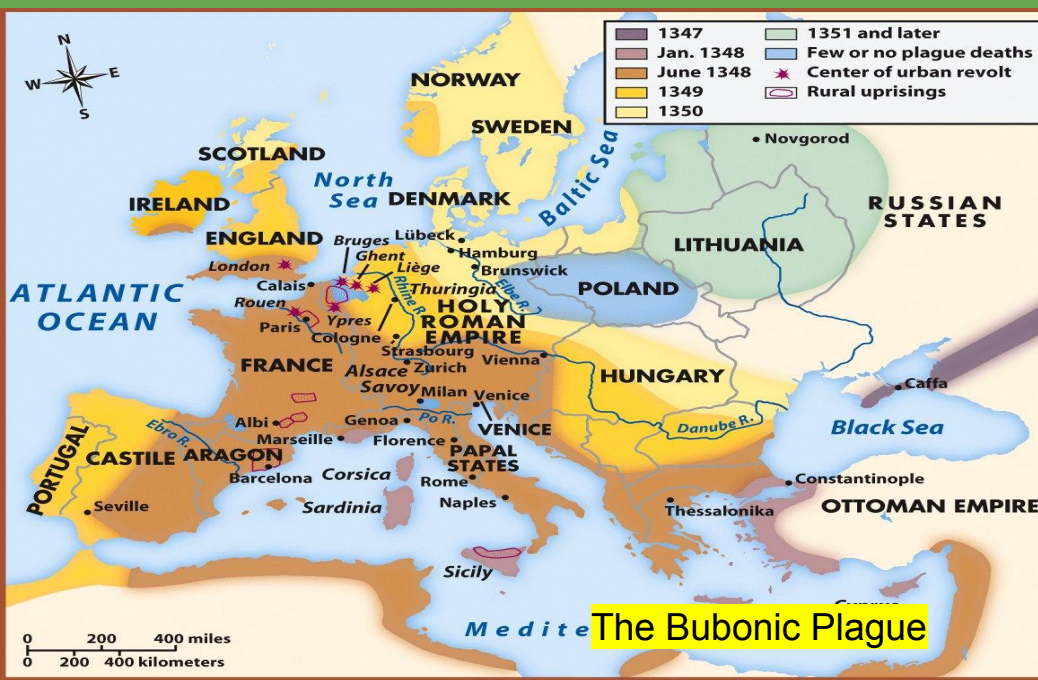 1347
Jan. 1348
June 1348
1349
1350
1351 and later
Few or no plague deaths
Center of urban revolt
Rural uprisings
N
W
E
S
NORWAY
SWEDEN
SCOTLAND
North
Sea
DENMARK
Baltic Sea
Novgorod
RUSSIAN
STATES
IRELAND
ENGLAND
Bruges
Lübeck
Hamburg
LITHUANIA
Ghent
London
Liège
Brunswick
Calais
Thuringia
Rhine R.
Elbe R.
POLAND
ATLANTIC
OCEAN
Rouen
Ypres
HOLY
ROMAN
EMPIRE
Paris
Cologne
Strasbourg
Vienna
FRANCE
Alsace
Zurich
HUNGARY
Savoy
Milan
Venice
Caffa
Albi
Genoa
Po R.
VENICE
Danube R.
Black Sea
Ebro R.
Marseille
Florence
PORTUGAL
CASTILE
ARAGON
PAPAL
STATES
Barcelona
Corsica
Rome
Constantinople
Seville
Sardinia
Naples
Thessalonika
OTTOMAN EMPIRE
Sicily
Medite
The Bubonic Plague
0 200 400 miles
0 200 400 kilometers